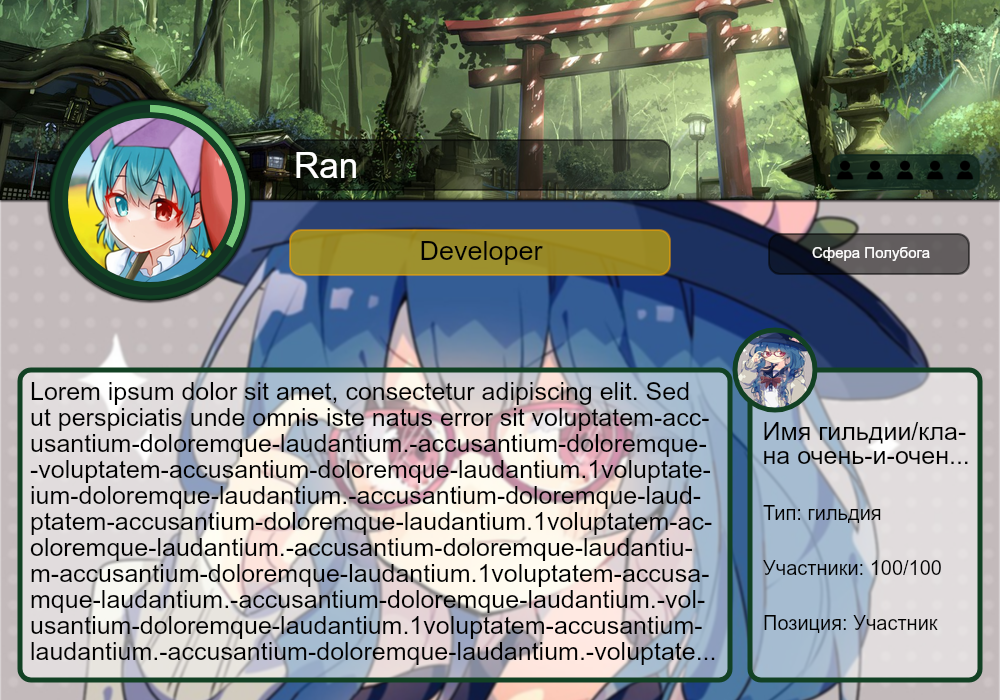 Ran
Developer
Сфера Полубога
Lorem ipsum dolor sit amet, consectetur adipiscing elit. Sed
ut perspiciatis unde omnis iste natus error sit voluptatem-acc-
usantium-doloremque-laudantium.-accusantium-doloremque-
-voluptatem-accusantium-doloremque-laudantium.1voluptate-
ium-doloremque-laudantium.-accusantium-doloremque-laud-
ptatem-accusantium-doloremque-laudantium.1voluptatem-ac-
oloremque-laudantium.-accusantium-doloremque-laudantiu-
m-accusantium-doloremque-laudantium.1voluptatem-accusa-
mque-laudantium.-accusantium-doloremque-laudantium.-vol-
usantium-doloremque-laudantium.1voluptatem-accusantium-
laudantium.-accusantium-doloremque-laudantium.-voluptate...
Имя гильдии/кла-
на очень-и-очен...
Тип: гильдия
Участники: 100/100
Позиция: Участник